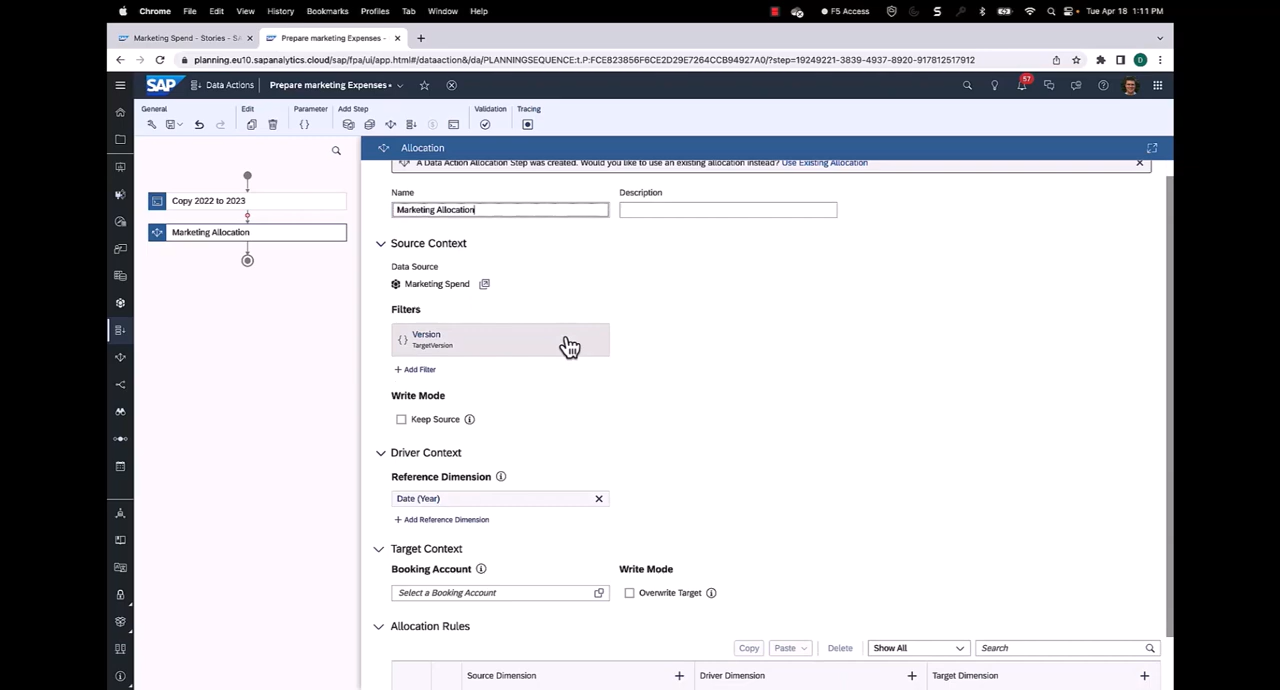 Chrome File Edit View History Bookmarks Profiles Tab Window Help F5 Access Tue Apr 18 1:11 PM
Marketing Spend - Stories - SA Prepare marketing Expenses -
planning.eu10.sapanalytics.cloud/sap/fpa/ui/app.html#/dataaction&/da/PLANNINGSEQUENCE:t.P:FCE823856F6CE2D29E7264CCB94927A0/?step=19249221-3839-4937-8920-917812517912
SAP Data Actions Prepare marketing Expenses • 57
General Edit Parameter Add Step Validation Tracing
Allocation
A Data Action Allocation Step was created. Would you like to use an existing allocation instead? Use Existing Allocation
Name Description
Copy 2022 to 2023
Marketing Allocation
Marketing Allocation
Source Context
Data Source
Marketing Spend
Filters
Version
TargetVersion
+ Add Filter
Write Mode
Keep Source
Driver Context
Reference Dimension
Date (Year)
+ Add Reference Dimension
Target Context
Booking Account Write Mode
Select a Booking Account Overwrite Target
Allocation Rules
Copy Paste Delete Show All Search
Source Dimension + Driver Dimension + Target Dimension +